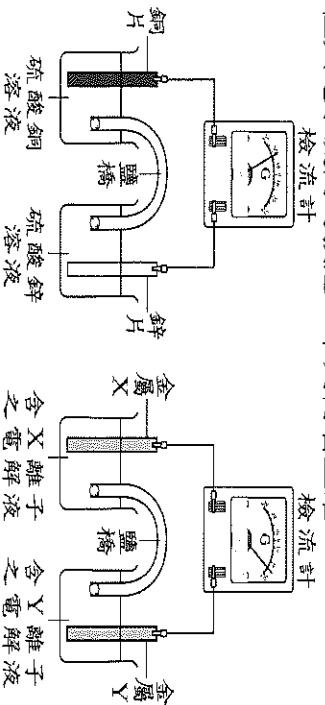 檢流計
G
銅片
鋅片
鹽橋
硫酸銅
溶液
硫酸鋅
溶液
檢流計
G
金屬X
金屬Y
鹽橋
含X離子
之電解液
含Y離子
之電解液